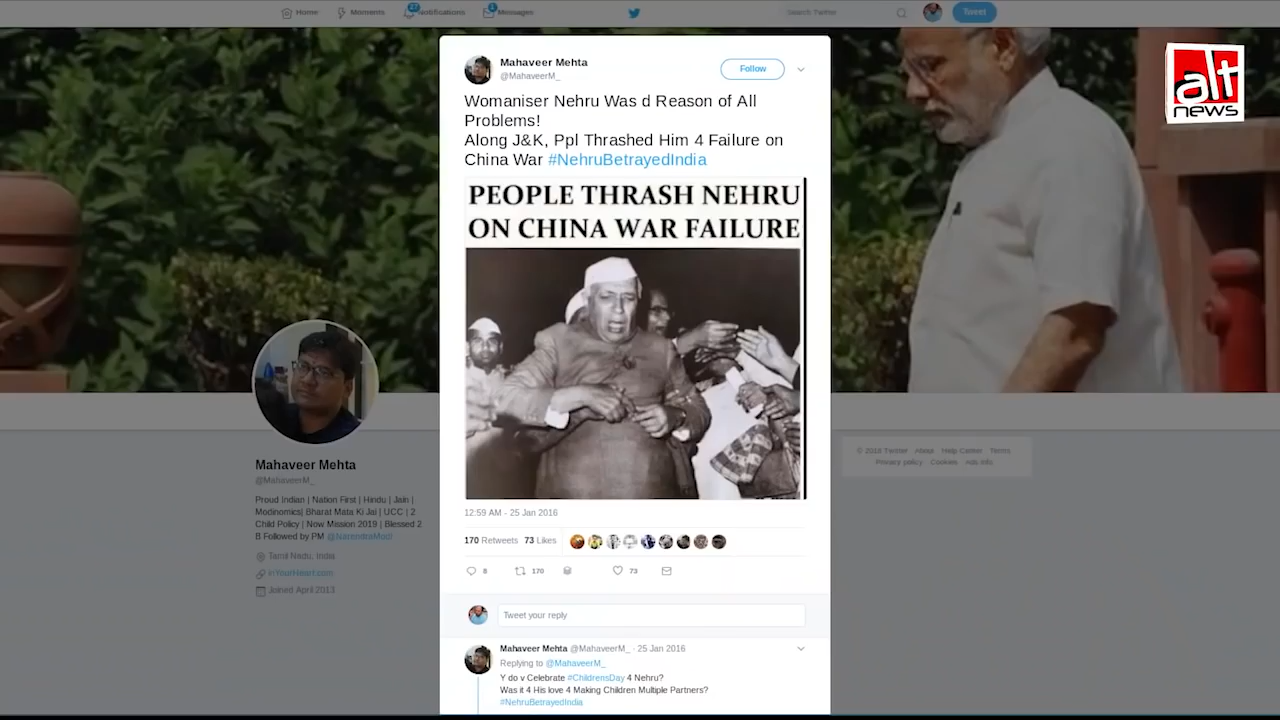 Home
Moments
27
Notifications
1
Messages
Search Twitter
Tweet
alt
news
Mahaveer Mehta
@MahaveerM_
Follow
Womaniser Nehru Was d Reason of All
Problems!
Along J&K, Ppl Thrashed Him 4 Failure on
China War #NehruBetrayedIndia
PEOPLE THRASH NEHRU
ON CHINA WAR FAILURE
12:59 AM - 25 Jan 2016
170 Retweets 73 Likes
8
170
73
Tweet your reply
Mahaveer Mehta @MahaveerM_ · 25 Jan 2016
Replying to @MahaveerM_
Y do v Celebrate #ChildrensDay 4 Nehru?
Was it 4 His love 4 Making Children Multiple Partners?
#NehruBetrayedIndia
Mahaveer Mehta
@MahaveerM_
Proud Indian | Nation First | Hindu | Jain |
Modinomics| Bharat Mata Ki Jai | UCC | 2
Child Policy | Now Mission 2019 | Blessed 2
B Followed by PM @NarendraModi
Tamil Nadu, India
inYourHeart.com
Joined April 2013
© 2018 Twitter About Help Center Terms
Privacy policy Cookies Ads info